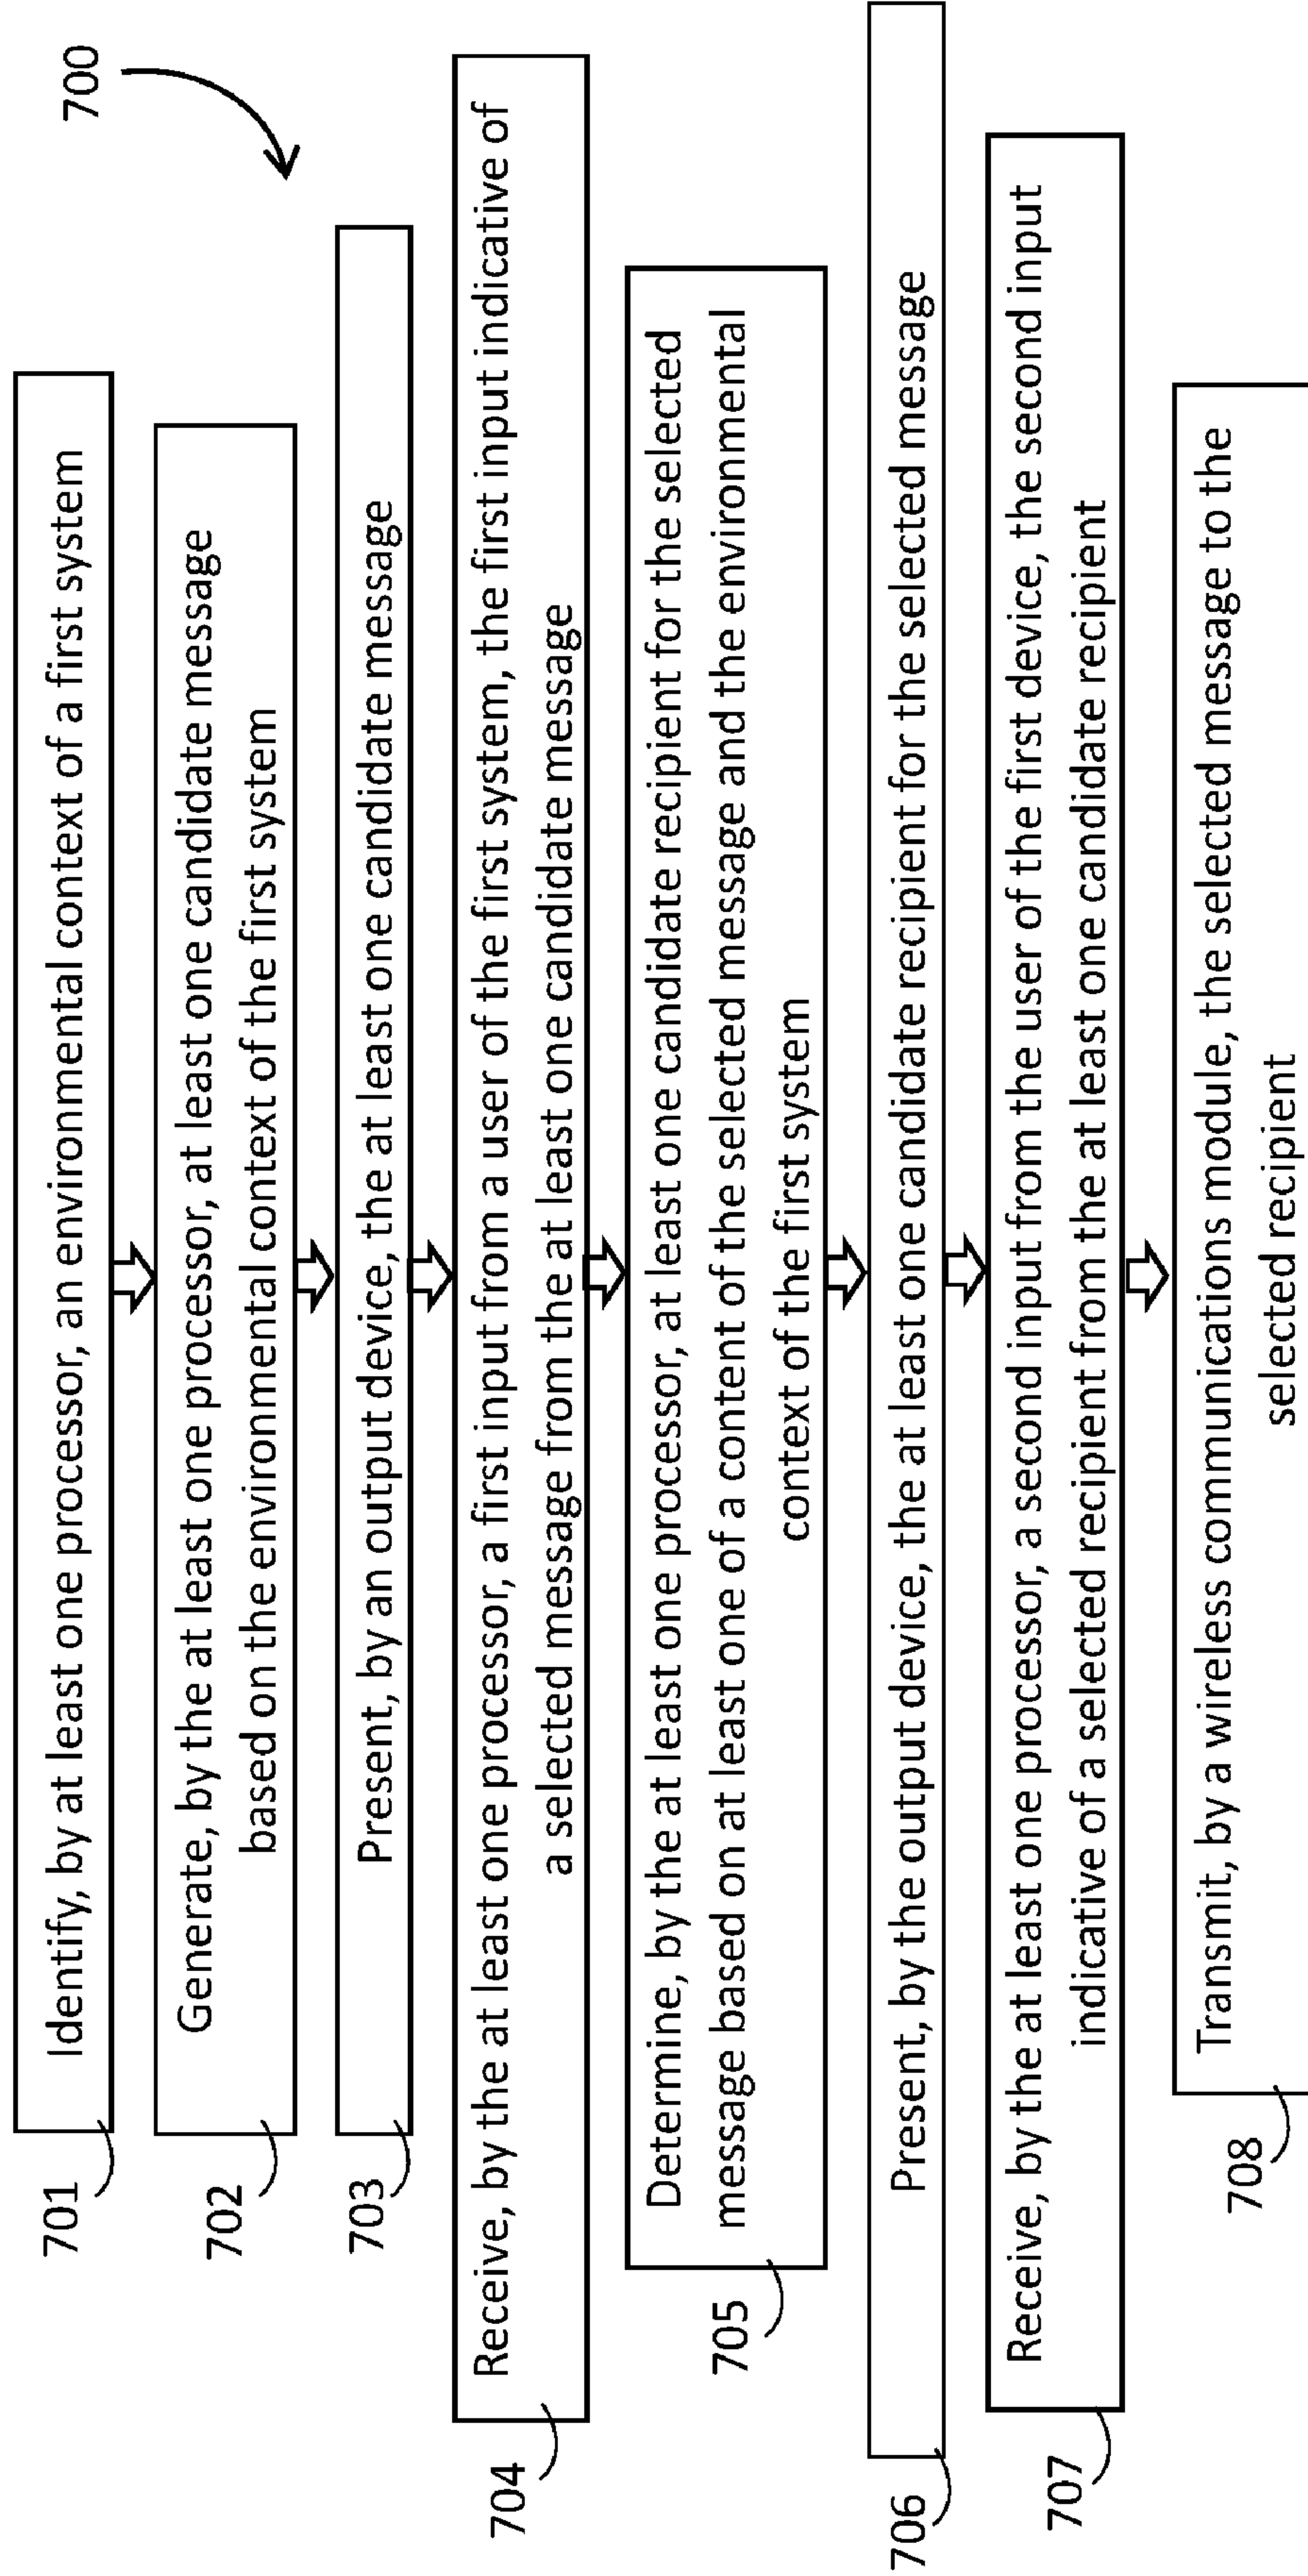 700
701
Identify, by at least one processor, an environmental context of a first system
702
Generate, by the at least one processor, at least one candidate message
based on the environmental context of the first system
703
Present, by an output device, the at least one candidate message
704
Receive, by the at least one processor, a first input from a user of the first system, the first input indicative of
a selected message from the at least one candidate message
705
Determine, by the at least one processor, at least one candidate recipient for the selected
message based on at least one of a content of the selected message and the environmental
context of the first system
706
Present, by the output device, the at least one candidate recipient for the selected message
707
Receive, by the at least one processor, a second input from the user of the first device, the second input
indicative of a selected recipient from the at least one candidate recipient
708
Transmit, by a wireless communications module, the selected message to the
selected recipient